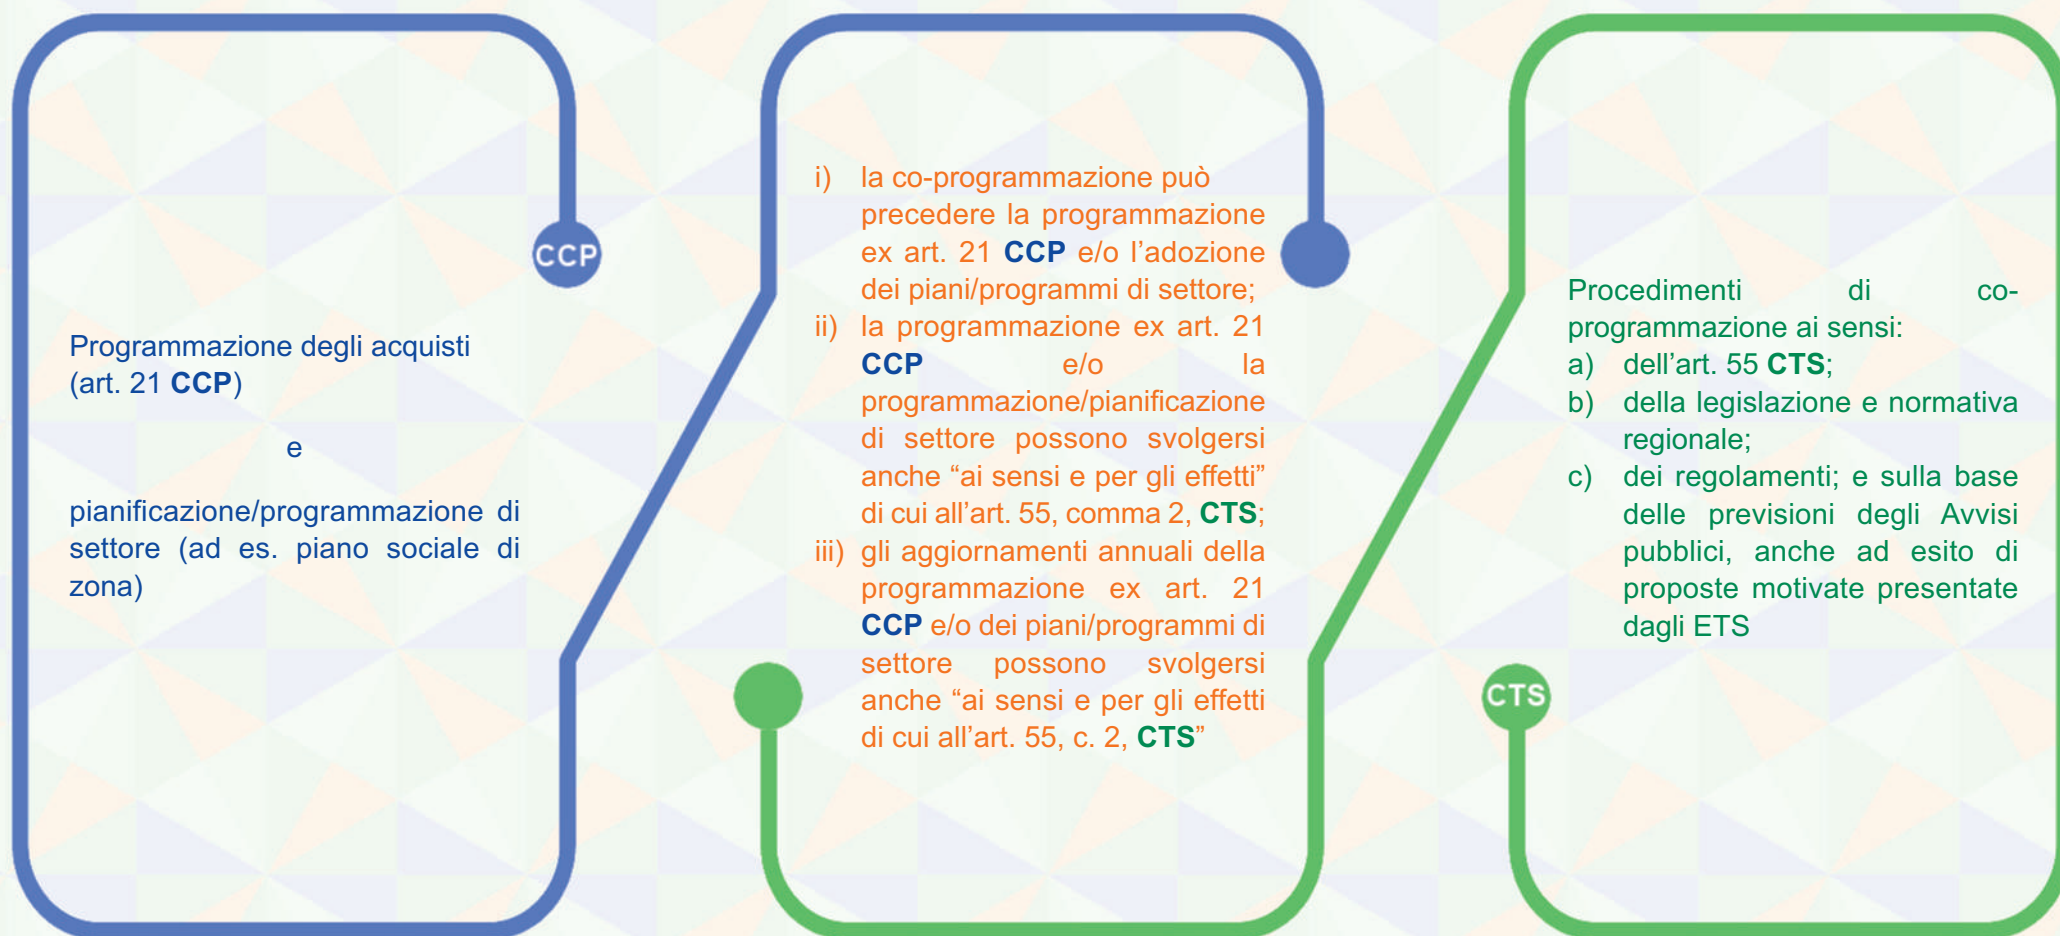 CCP
Programmazione degli acquisti
(art. 21 CCP)
e
pianificazione/programmazione di
settore (ad es. piano sociale di
zona)
i) la co-programmazione può
precedere la programmazione
ex art. 21 CCP e/o l’adozione
dei piani/programmi di settore;
ii) la programmazione ex art. 21
CCP e/o la
programmazione/pianificazione
di settore possono svolgersi
anche “ai sensi e per gli effetti”
di cui all’art. 55, comma 2, CTS;
iii) gli aggiornamenti annuali della
programmazione ex art. 21
CCP e/o dei piani/programmi di
settore possono svolgersi
anche “ai sensi e per gli effetti
di cui all’art. 55, c. 2, CTS”
Procedimenti di co-
programmazione ai sensi:
a) dell’art. 55 CTS;
b) della legislazione e normativa
regionale;
c) dei regolamenti; e sulla base
delle previsioni degli Avvisi
pubblici, anche ad esito di
proposte motivate presentate
dagli ETS
CTS